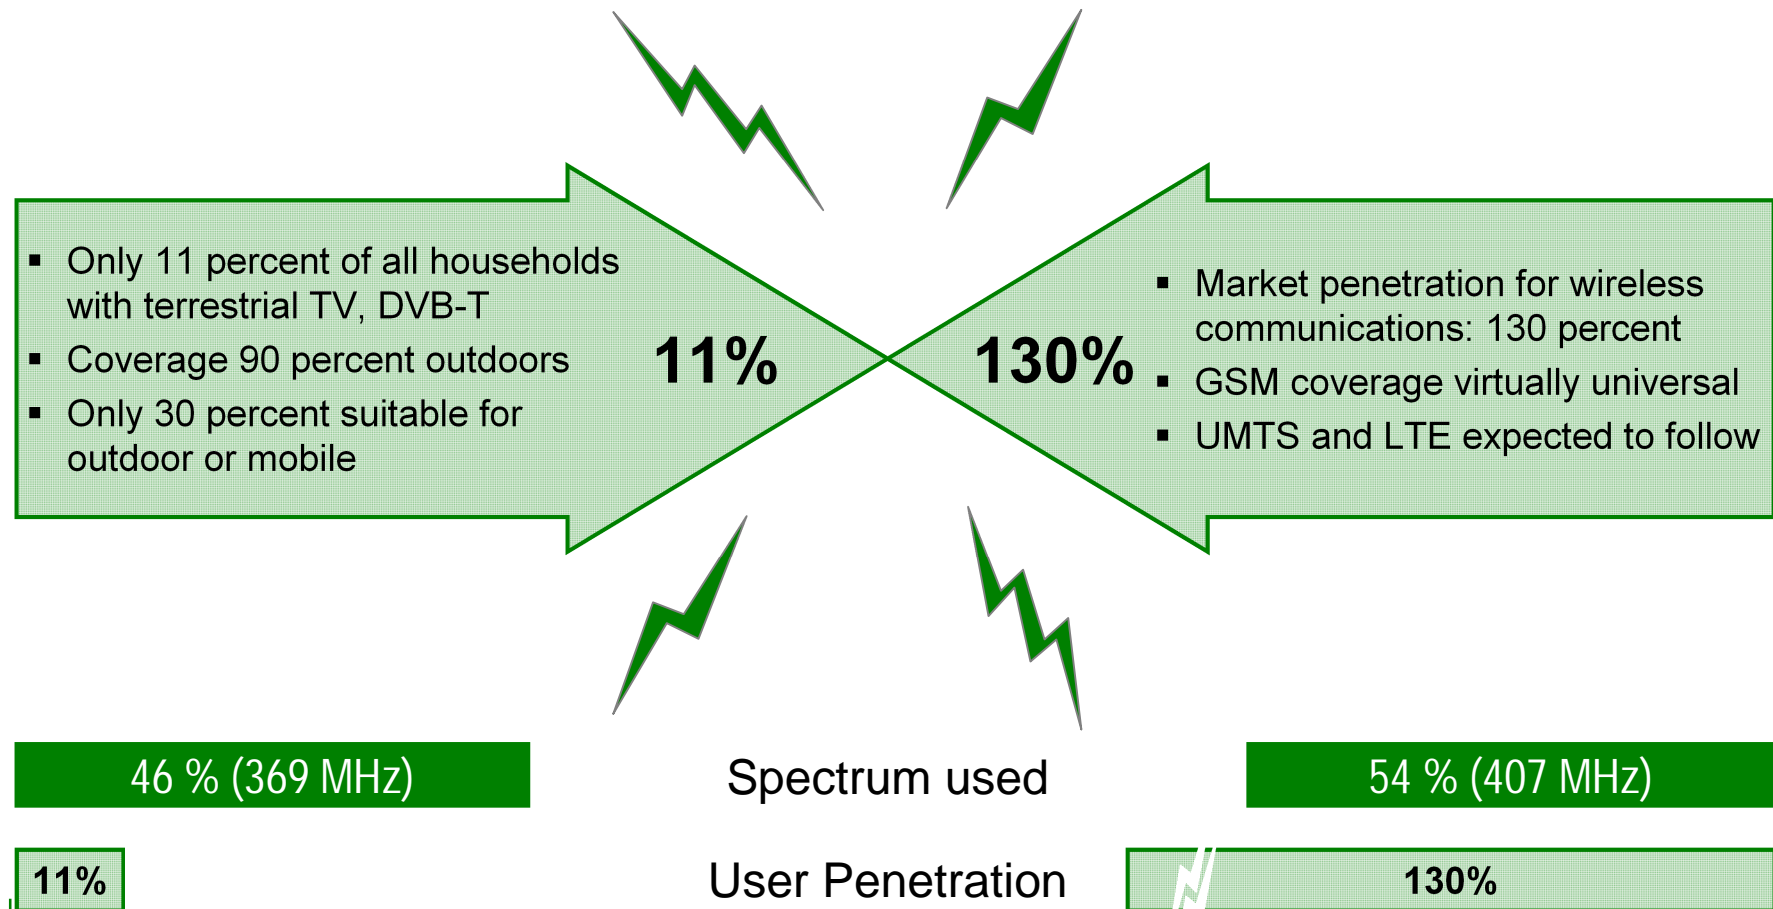 ▪ Only 11 percent of all households
with terrestrial TV, DVB-T
▪ Coverage 90 percent outdoors
▪ Only 30 percent suitable for
outdoor or mobile
11%
130%
▪ Market penetration for wireless
communications: 130 percent
▪ GSM coverage virtually universal
▪ UMTS and LTE expected to follow
46 % (369 MHz)
Spectrum used
54 % (407 MHz)
11%
User Penetration
130%